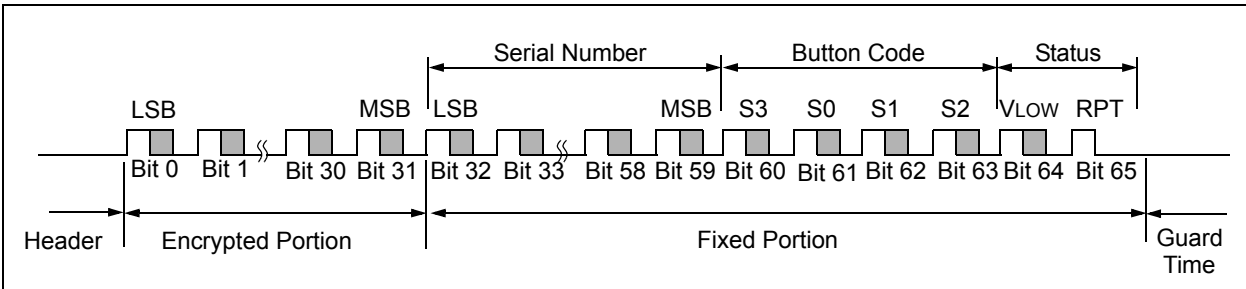 Serial Number Button Code Status
LSB MSB LSB MSB S3 S0 S1 S2 VLOW RPT
Bit 0 Bit 1 Bit 30 Bit 31 Bit 32 Bit 33 Bit 58 Bit 59 Bit 60 Bit 61 Bit 62 Bit 63 Bit 64 Bit 65
Header Encrypted Portion Fixed Portion Guard
Time